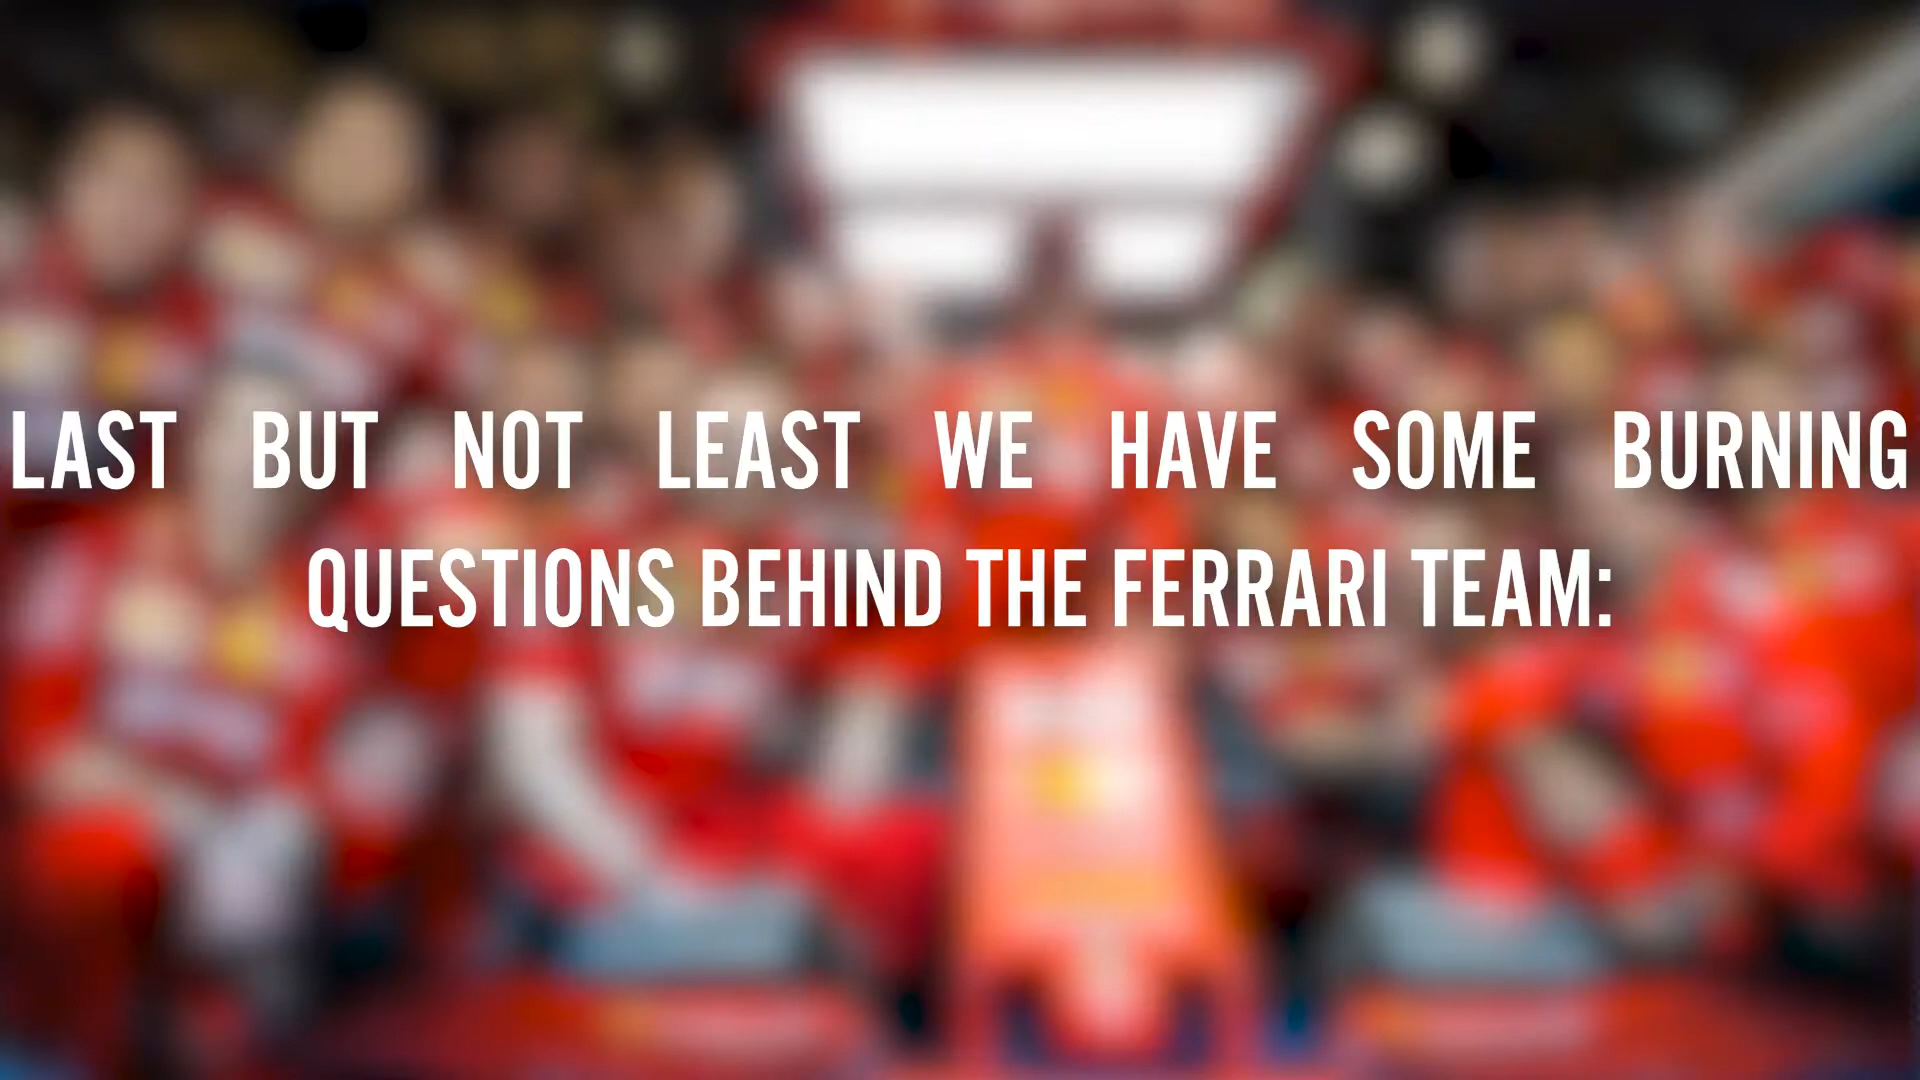 LAST BUT NOT LEAST WE HAVE SOME BURNING
QUESTIONS BEHIND THE FERRARI TEAM: